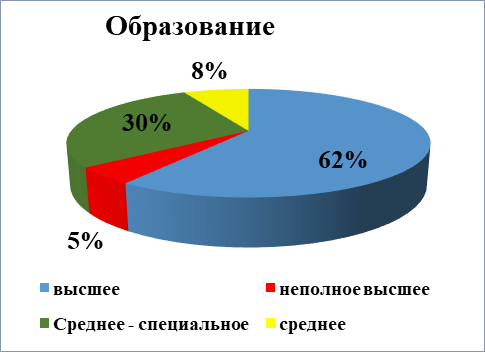 Образование
8%
30%
62%
5%
высшее
неполное высшее
Среднее - специальное
среднее